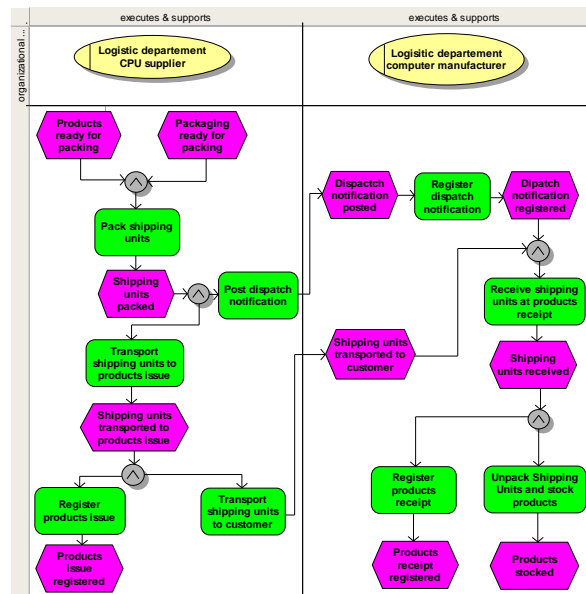 executes & supports
executes & supports
organizational ...
Logistic departement
CPU supplier
Logisitic departement
computer manufacturer
Products
ready for
packing
Packaging
ready for
packing
Pack shipping
units
Shipping
units
packed
Post dispatch
notification
Transport
shipping units to
products issue
Shipping units
transported to
products issue
Register
products issue
Transport
shipping units
to customer
Products
issue
registered
Dispactch
notification
posted
Register
dispatch
notification
Dipatch
notification
registered
Receive shipping
units at products
receipt
Shipping units
transported to
customer
Shipping
units received
Register
products
receipt
Unpack Shipping
Units and stock
products
Products
receipt
registered
Products
stocked